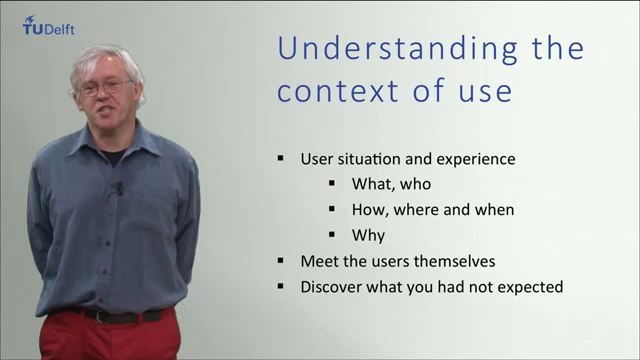 TUDelft
Understanding the
context of use
▪ User situation and experience
▪ What, who
▪ How, where and when
▪ Why
▪ Meet the users themselves
▪ Discover what you had not expected